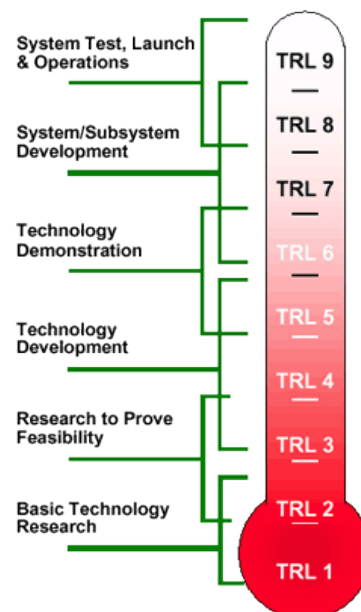 System Test, Launch
& Operations
System/Subsystem
Development
Technology
Demonstration
Technology
Development
Research to Prove
Feasibility
Basic Technology
Research
TRL 9
TRL 8
TRL 7
TRL 6
TRL 5
TRL 4
TRL 3
TRL 2
TRL 1